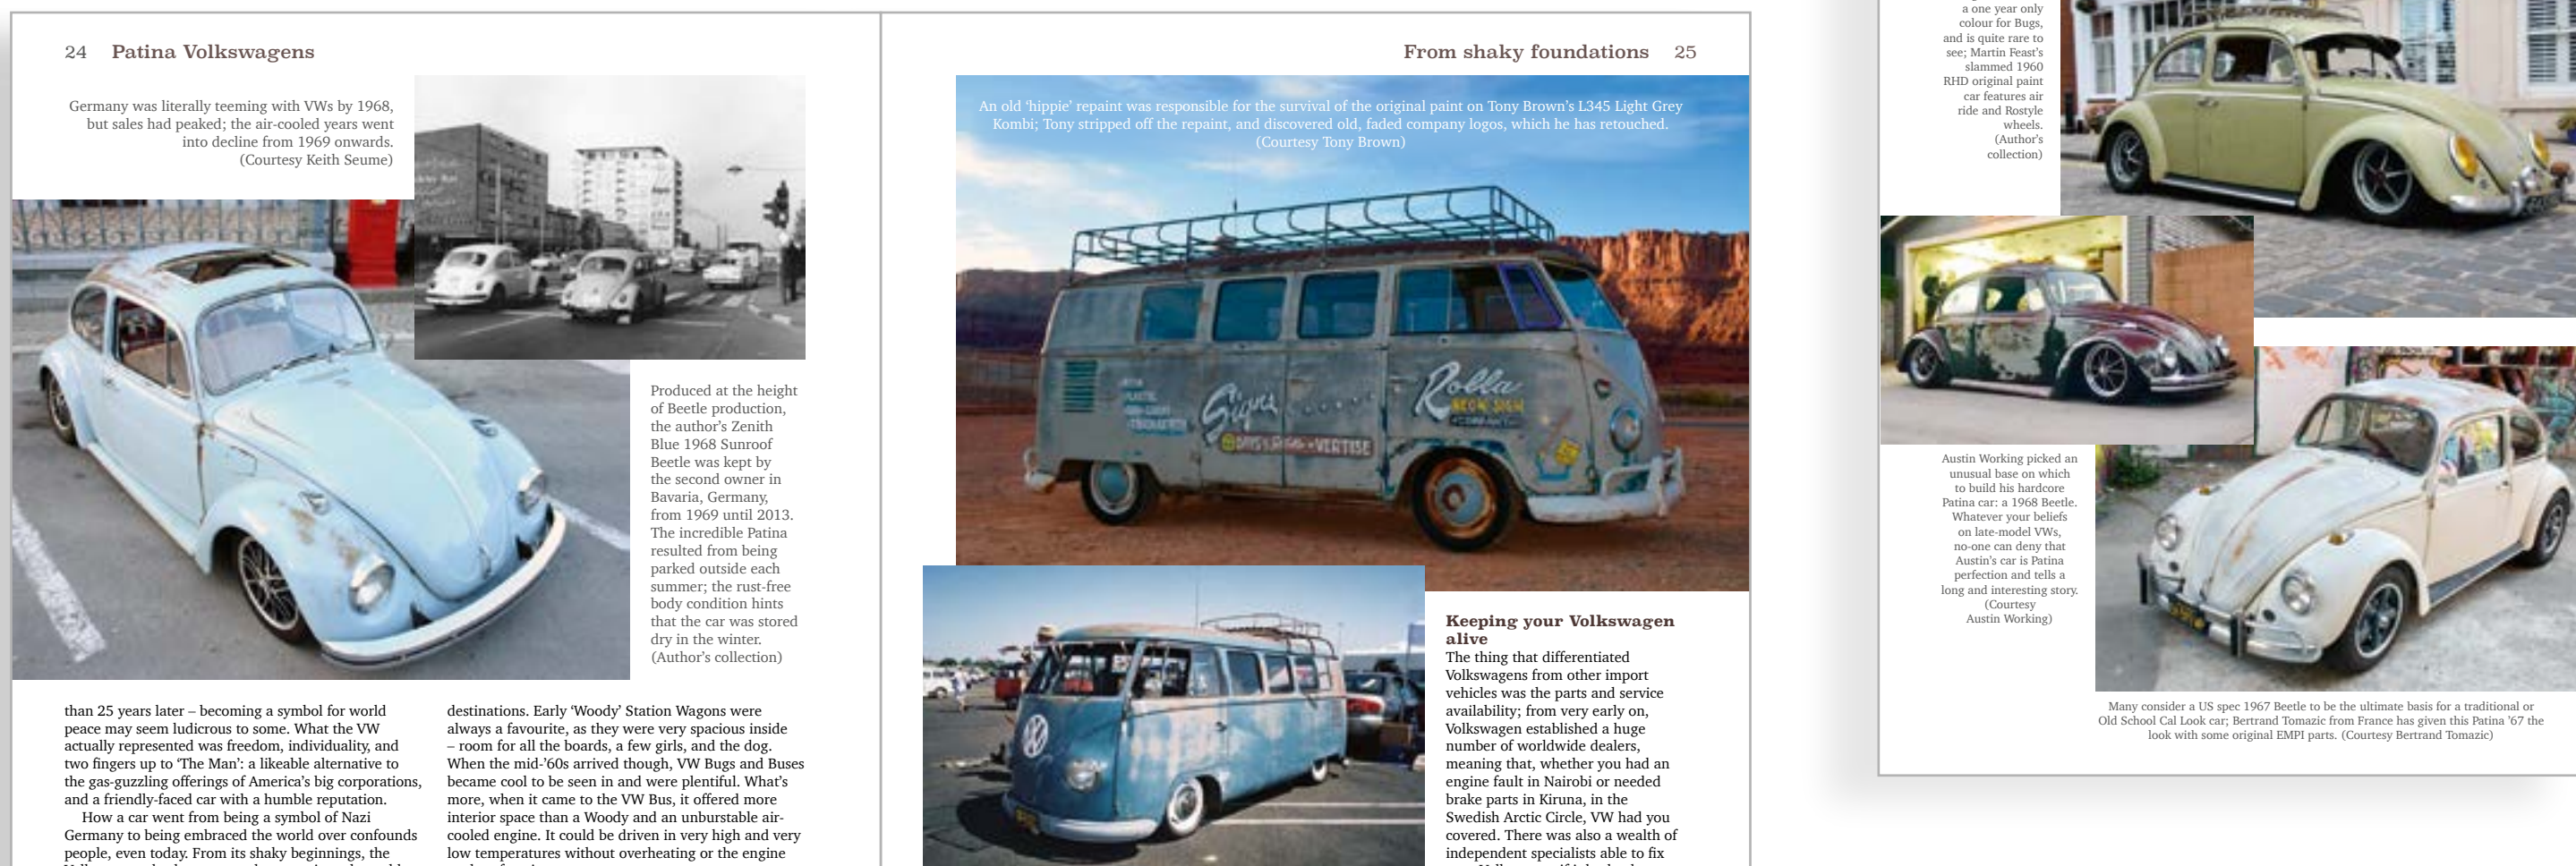 24 Patina Volkswagens
Germany was literally teeming with VWs by 1968,
but sales had peaked; the air-cooled years went
into decline from 1969 onwards.
(Courtesy Keith Seume)
Produced at the height
of Beetle production,
the author's Zenith
Blue 1968 Sunroof
Beetle was kept by
the second owner in
Bavaria, Germany,
from 1969 until 2013.
The incredible Patina
resulted from being
parked outside each
summer; the rust-free
body condition hints
that the car was stored
dry in the winter.
(Author's collection)
than 25 years later – becoming a symbol for world
peace may seem ludicrous to some. What the VW
actually represented was freedom, individuality, and
two fingers up to 'The Man': a likeable alternative to
the gas-guzzling offerings of America's big corporations,
and a friendly-faced car with a humble reputation.
How a car went from being a symbol of Nazi
Germany to being embraced the world over confounds
people, even today. From its shaky beginnings, the
destinations. Early 'Woody' Station Wagons were
always a favourite, as they were very spacious inside
– room for all the boards, a few girls, and the dog.
When the mid-'60s arrived though, VW Bugs and Buses
became cool to be seen in and were plentiful. What's
more, when it came to the VW Bus, it offered more
interior space than a Woody and an unburstable air-
cooled engine. It could be driven in very high and very
low temperatures without overheating or the engine
From shaky foundations 25
An old 'hippie' repaint was responsible for the survival of the original paint on Tony Brown's L345 Light Grey
Kombi; Tony stripped off the repaint, and discovered old, faded company logos, which he has retouched.
(Courtesy Tony Brown)
Signs
Rolla
NEON SIGN
VERTISE
Keeping your Volkswagen
alive
The thing that differentiated
Volkswagens from other import
vehicles was the parts and service
availability; from very early on,
Volkswagen established a huge
number of worldwide dealers,
meaning that, whether you had an
engine fault in Nairobi or needed
brake parts in Kiruna, in the
Swedish Arctic Circle, VW had you
covered. There was also a wealth of
independent specialists able to fix
a one year only
colour for Bugs,
and is quite rare to
see; Martin Feast's
slammed 1960
RHD original paint
car features air
ride and Rostyle
wheels.
(Author's
collection)
Austin Working picked an
unusual base on which
to build his hardcore
Patina car: a 1968 Beetle.
Whatever your beliefs
on late-model VWs,
no-one can deny that
Austin's car is Patina
perfection and tells a
long and interesting story.
(Courtesy
Austin Working)
Many consider a US spec 1967 Beetle to be the ultimate basis for a traditional or
Old School Cal Look car; Bertrand Tomazic from France has given this Patina '67 the
look with some original EMPI parts. (Courtesy Bertrand Tomazic)